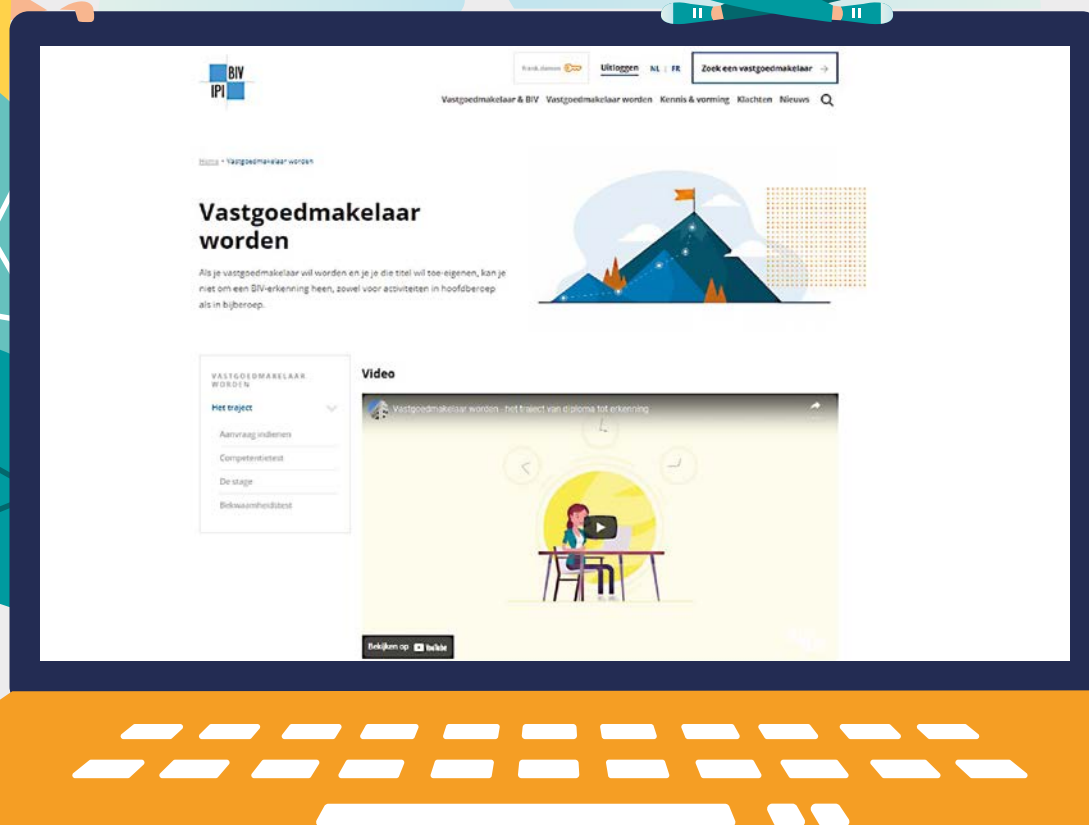 BIV
IPI
Uitloggen NL | FR Zoek een vastgoedmakelaar →
Vastgoedmakelaar & BIV Vastgoedmakelaar worden Kennis & vorming Klachten Nieuws
Home • Vastgoedmakelaar worden
Vastgoedmakelaar
worden
Als je vastgoedmakelaar wil worden en je je die titel wil toe-eigenen, kan je
niet om een BIV-erkenning heen, zowel voor activiteiten in hoofdberoep
als in bijberoep.
VASTGOEDMAKELAAR
WORDEN
Het traject
Aanvraag indienen
Competentietest
De stage
Bekwaamheidstest
Video
Vastgoedmakelaar worden - het traject van diploma tot erkenning
Bekijken op YouTube